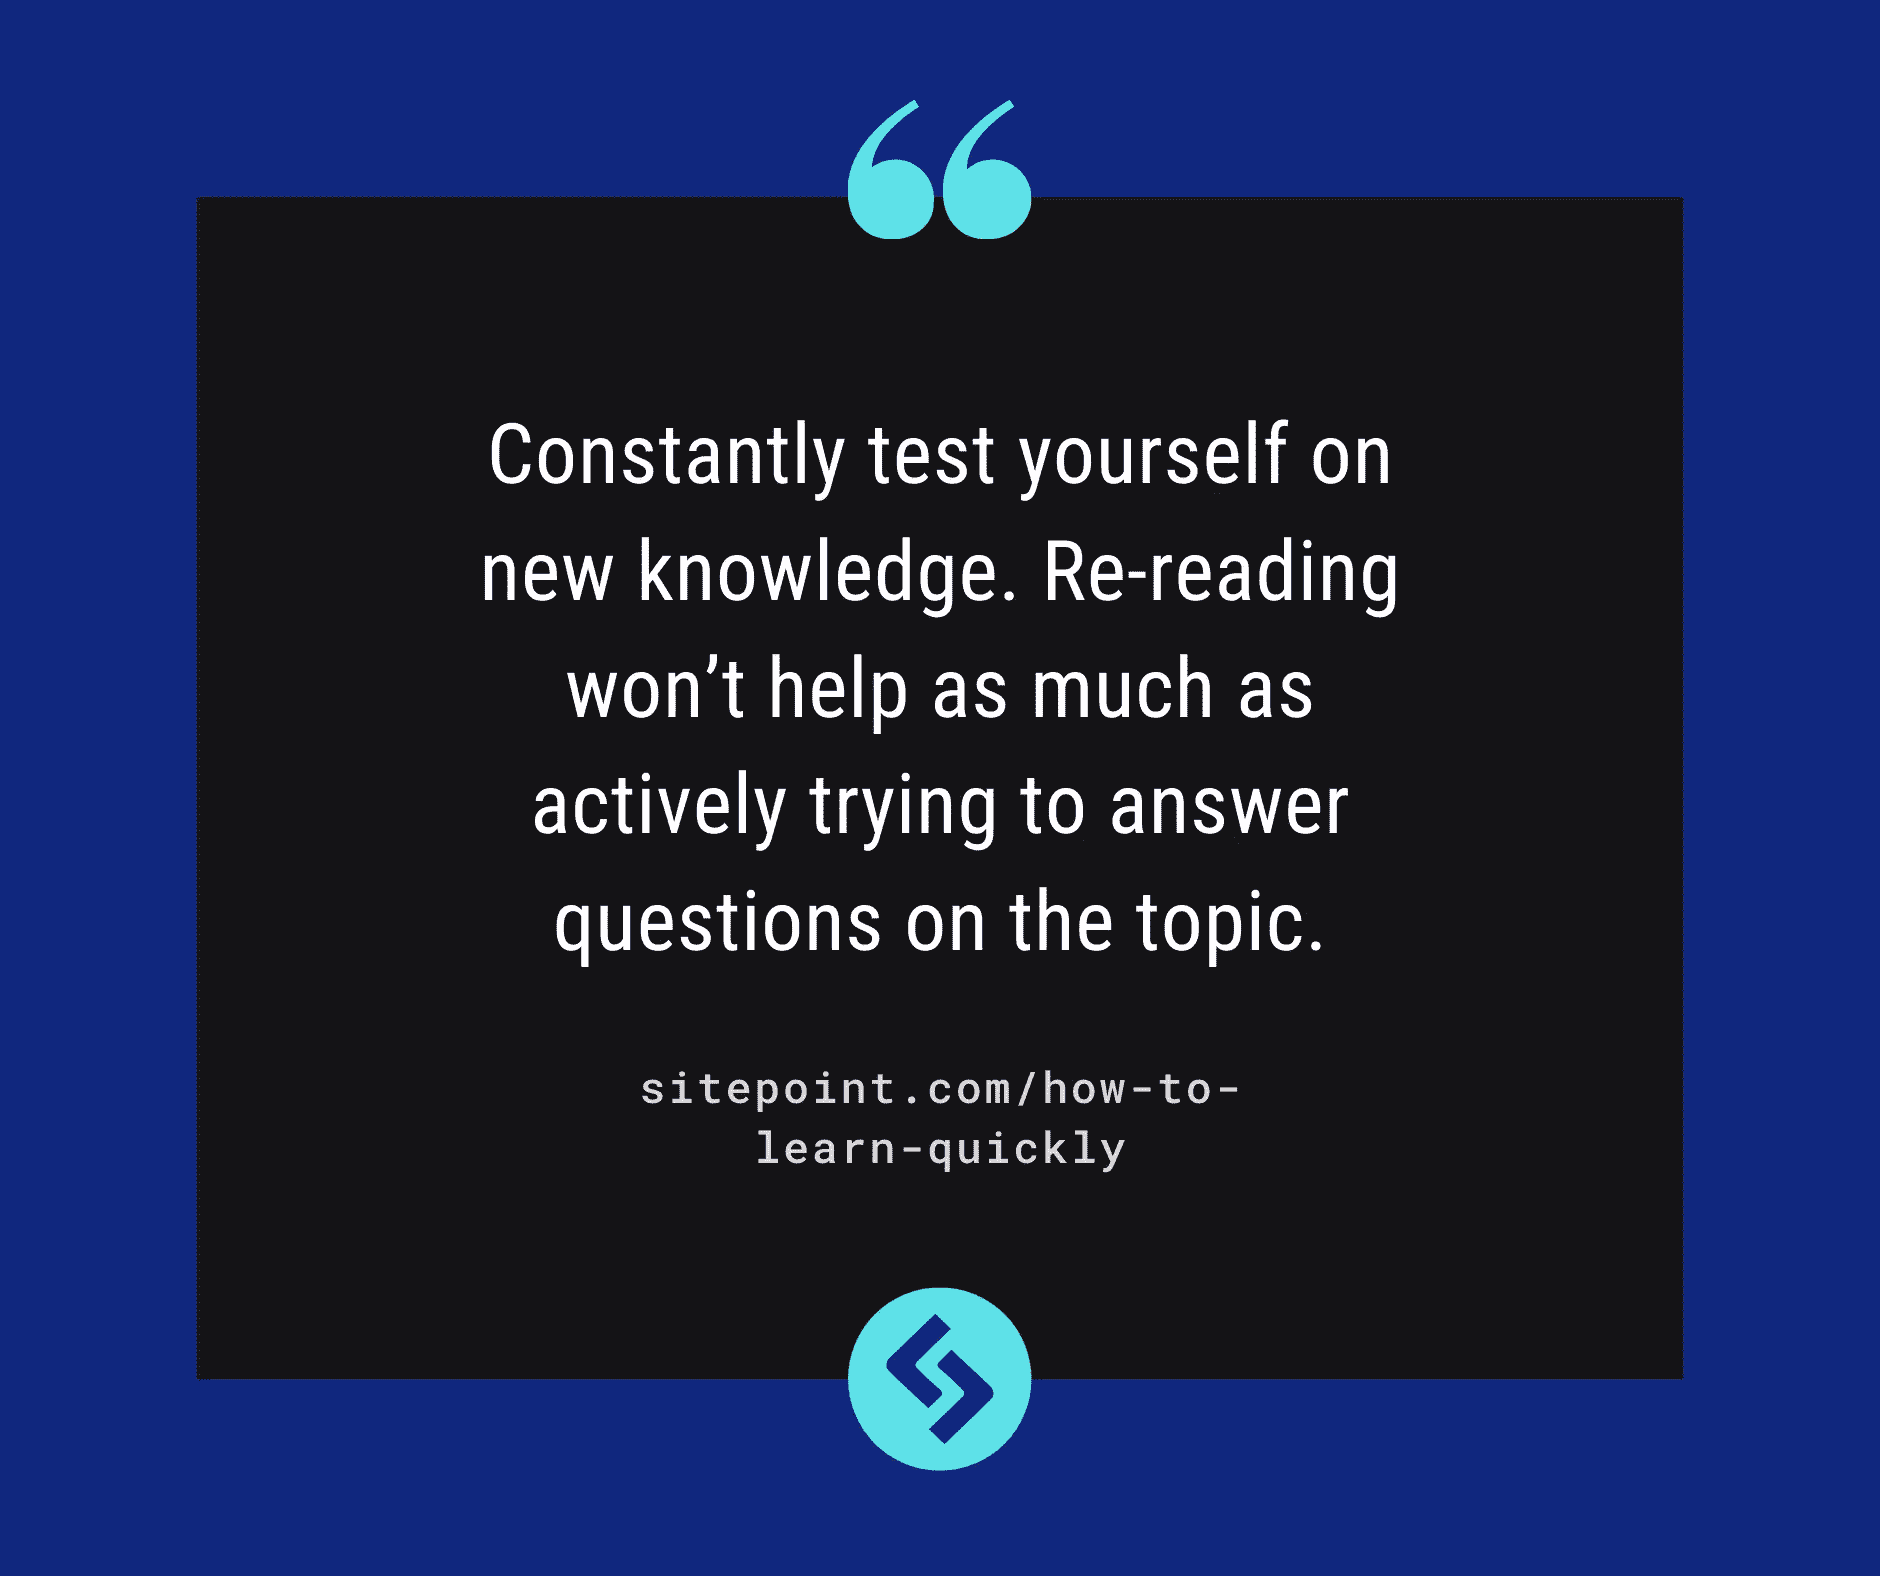 Constantly test yourself on
new knowledge. Re-reading
won’t help as much as
actively trying to answer
questions on the topic.
sitepoint.com/how-to-
learn-quickly